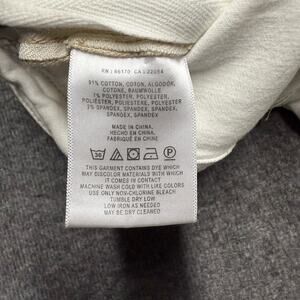 RN | 86170 CA | 22054
91% COTTON, COTON, ALGODÓN,
COTONE, BAUMWOLLE
7% POLYESTER, POLYESTER,
POLIÉSTER, POLIESTERE, POLYESTER
2% SPANDEX, SPANDEX, SPANDEX,
SPANDEX, SPANDEX
MADE IN CHINA,
HECHO EN CHINA,
FABRIQUÉ EN CHINE
THIS GARMENT CONTAINS DYE WHICH
MAY DISCOLOR MATERIALS WITH WHICH
IT COMES IN CONTACT
MACHINE WASH COLD WITH LIKE COLORS
USE ONLY NON-CHLORINE BLEACH
TUMBLE DRY LOW
LOW IRON AS NEEDED
MAY BE DRY CLEANED